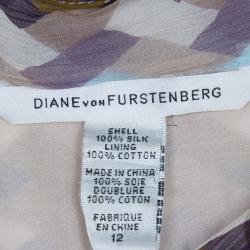 DIANE VON FURSTENBERG
SHELL
100% SILK
LINING
100% COTTON
MADE IN CHINA
100% SOIE
DOUBLURE
100% COTON
FABRIQUE
EN CHINE
12